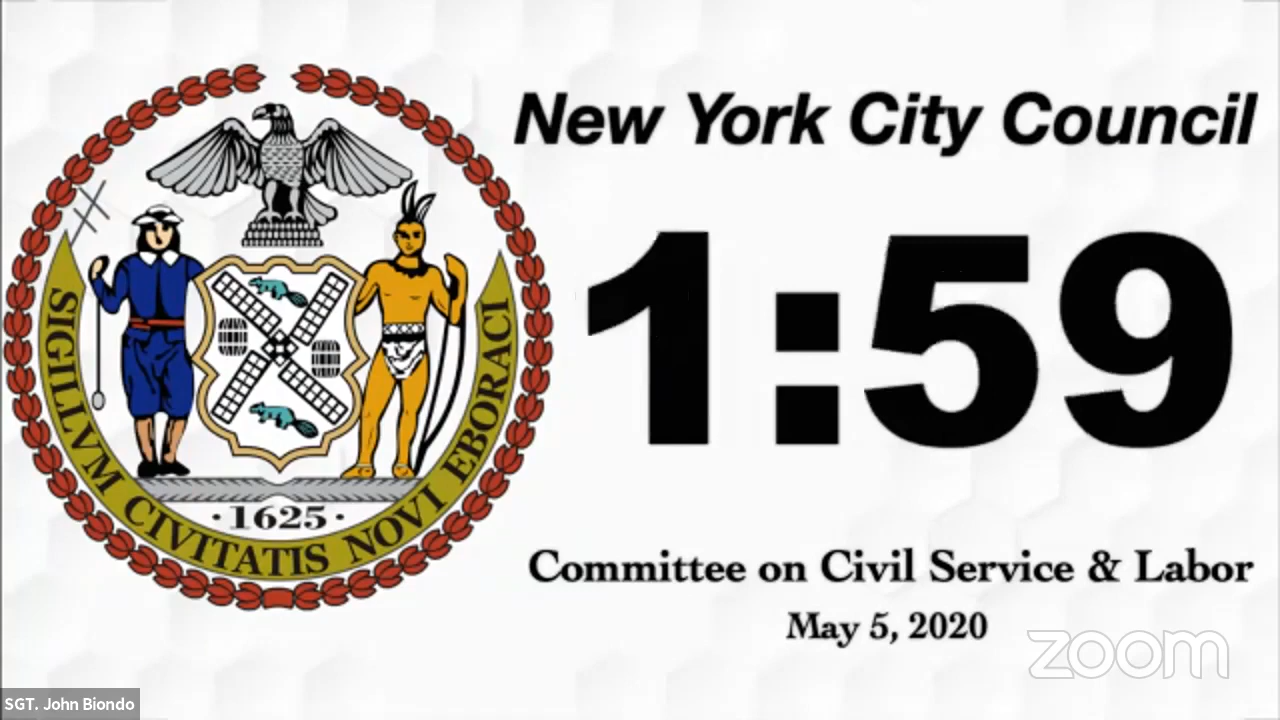 New York City Council
1:59
SIGILLVM CIVITATIS NOVI EBORACI
·1625·
Committee on Civil Service & Labor
May 5, 2020
zoom
SGT. John Biondo